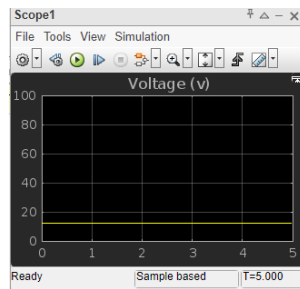 Scope1
File Tools View Simulation
Voltage (v)
100
80
60
40
20
0
0 1 2 3 4 5
Ready Sample based T=5.000